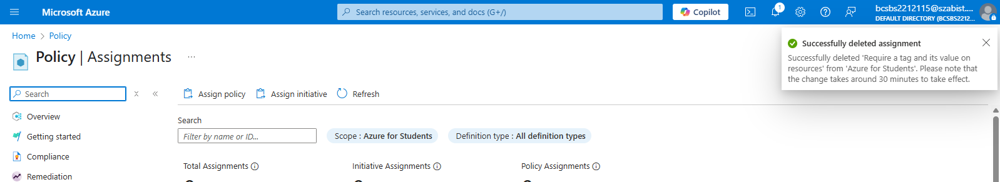 Microsoft Azure
Search resources, services, and docs (G+/)
Copilot
1
bcsbs2212115@szabist....
DEFAULT DIRECTORY (BCSBS2212...
Home > Policy
Policy | Assignments ...
Successfully deleted assignment
Successfully deleted 'Require a tag and its value on
resources' from 'Azure for Students'. Please note that
the change takes around 30 minutes to take effect.
Search
Assign policy
Assign initiative
Refresh
Overview
Getting started
Compliance
Remediation
Search
Filter by name or ID...
Scope : Azure for Students
Definition type : All definition types
Total Assignments
Initiative Assignments
Policy Assignments